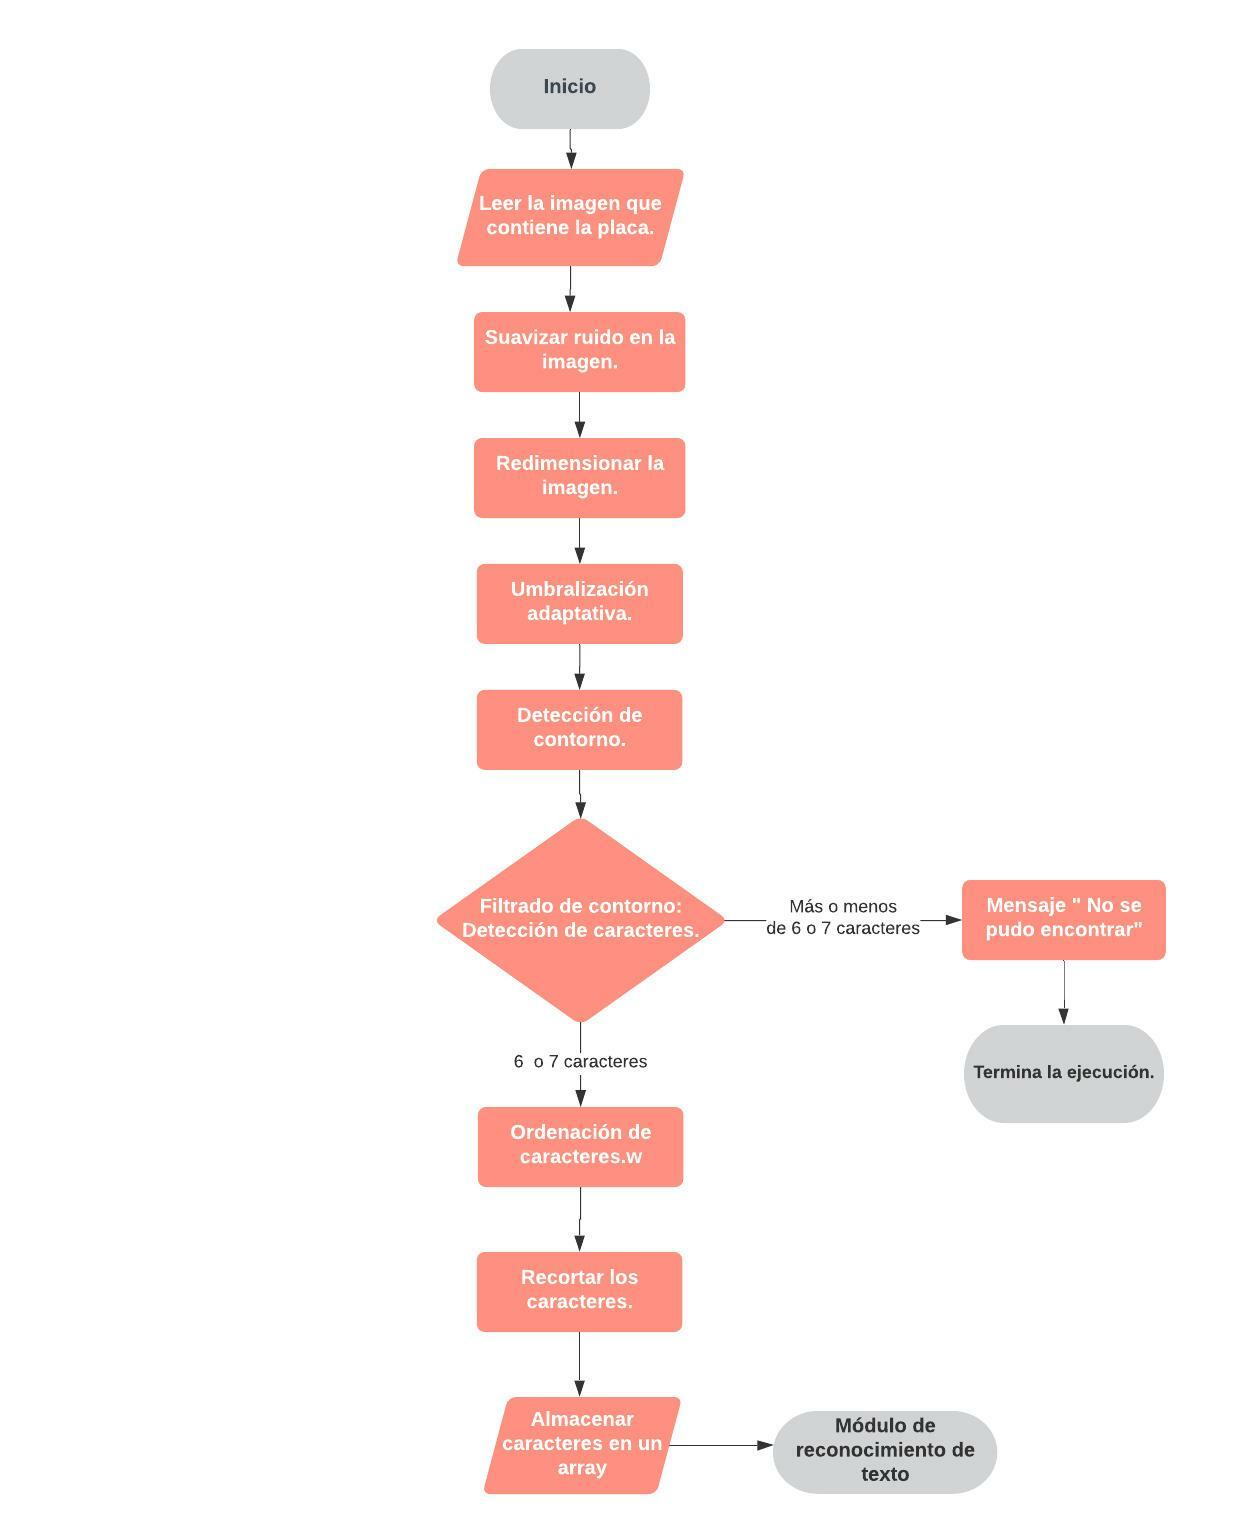 Inicio
Leer la imagen que
contiene la placa.
Suavizar ruido en la
imagen.
Redimensionar la
imagen.
Umbralización
adaptativa.
Detección de
contorno.
Filtrado de contorno:
Detección de caracteres.
Más o menos
de 6 o 7 caracteres
Mensaje " No se
pudo encontrar"
Termina la ejecución.
6  o 7 caracteres
Ordenación de
caracteres.w
Recortar los
caracteres.
Almacenar
caracteres en un
array
Módulo de
reconocimiento de
texto